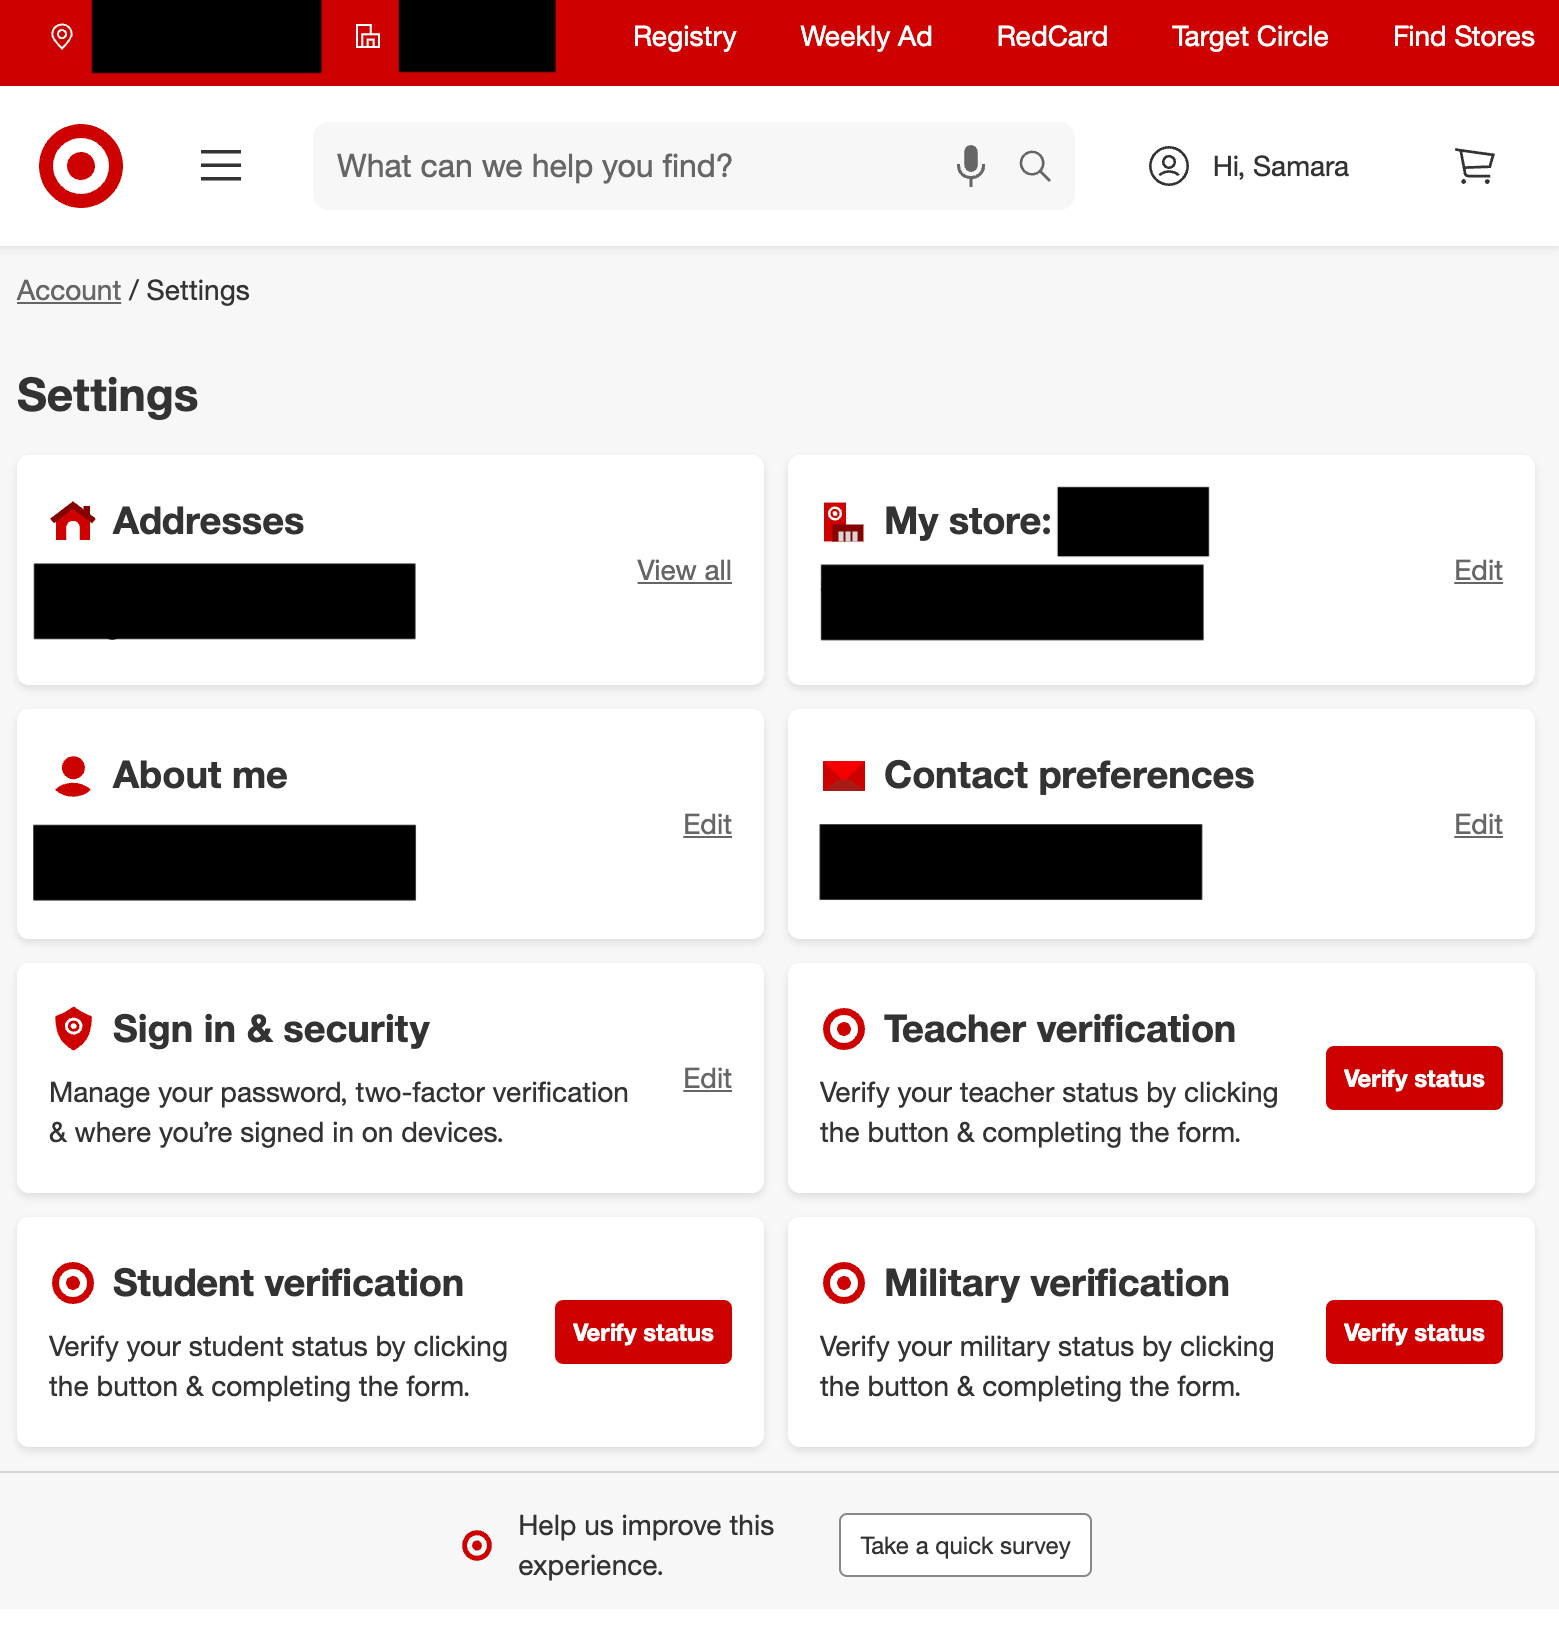 Registry Weekly Ad RedCard Target Circle Find Stores
What can we help you find?
Hi, Samara
Account / Settings
Settings
Addresses
View all
My store:
Edit
About me
Edit
Contact preferences
Edit
Sign in & security
Manage your password, two-factor verification
& where you’re signed in on devices.
Edit
Teacher verification
Verify your teacher status by clicking
the button & completing the form.
Verify status
Student verification
Verify your student status by clicking
the button & completing the form.
Verify status
Military verification
Verify your military status by clicking
the button & completing the form.
Verify status
Help us improve this
experience.
Take a quick survey